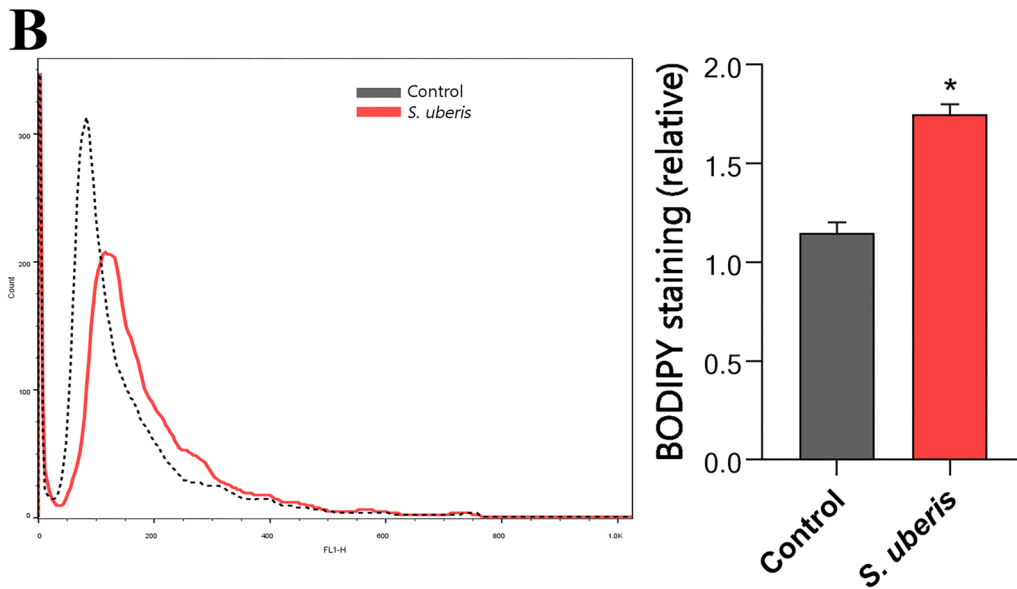 B
Control
S. uberis
300
200
100
0
Count
0
200
400
600
800
1.0K
FL1-H
BODIPY staining (relative)
2.0
1.5
1.0
0.5
0.0
*
Control
S. uberis